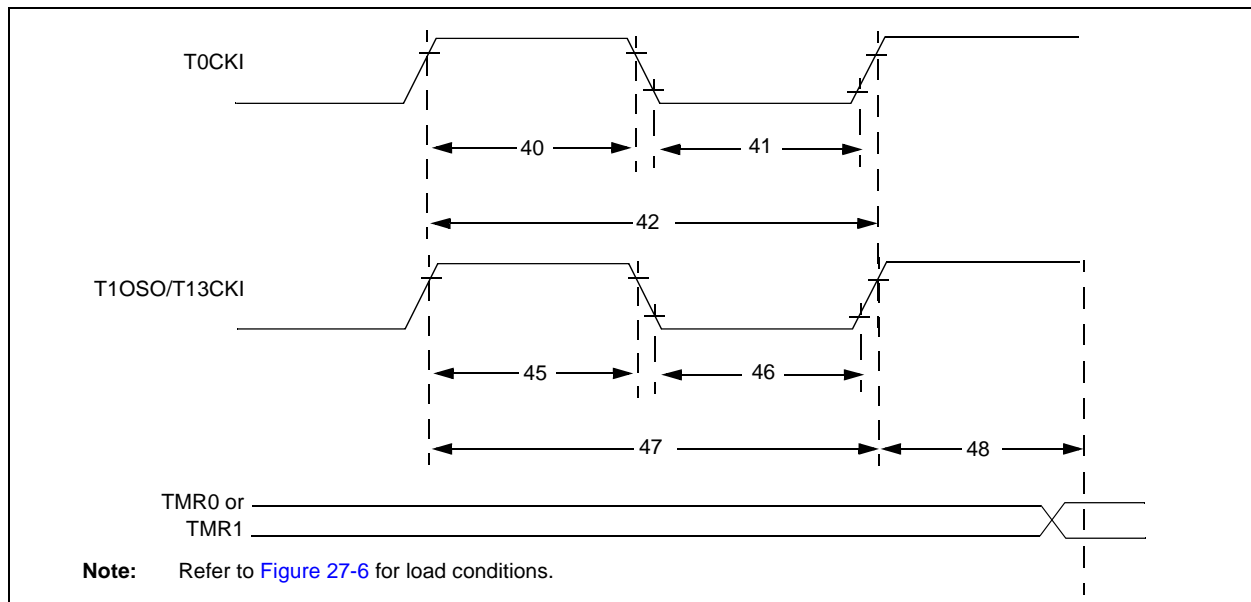 T0CKI
40
41
42
T1OSO/T13CKI
45
46
47
48
TMR0 or
TMR1
Note: Refer to Figure 27-6 for load conditions.